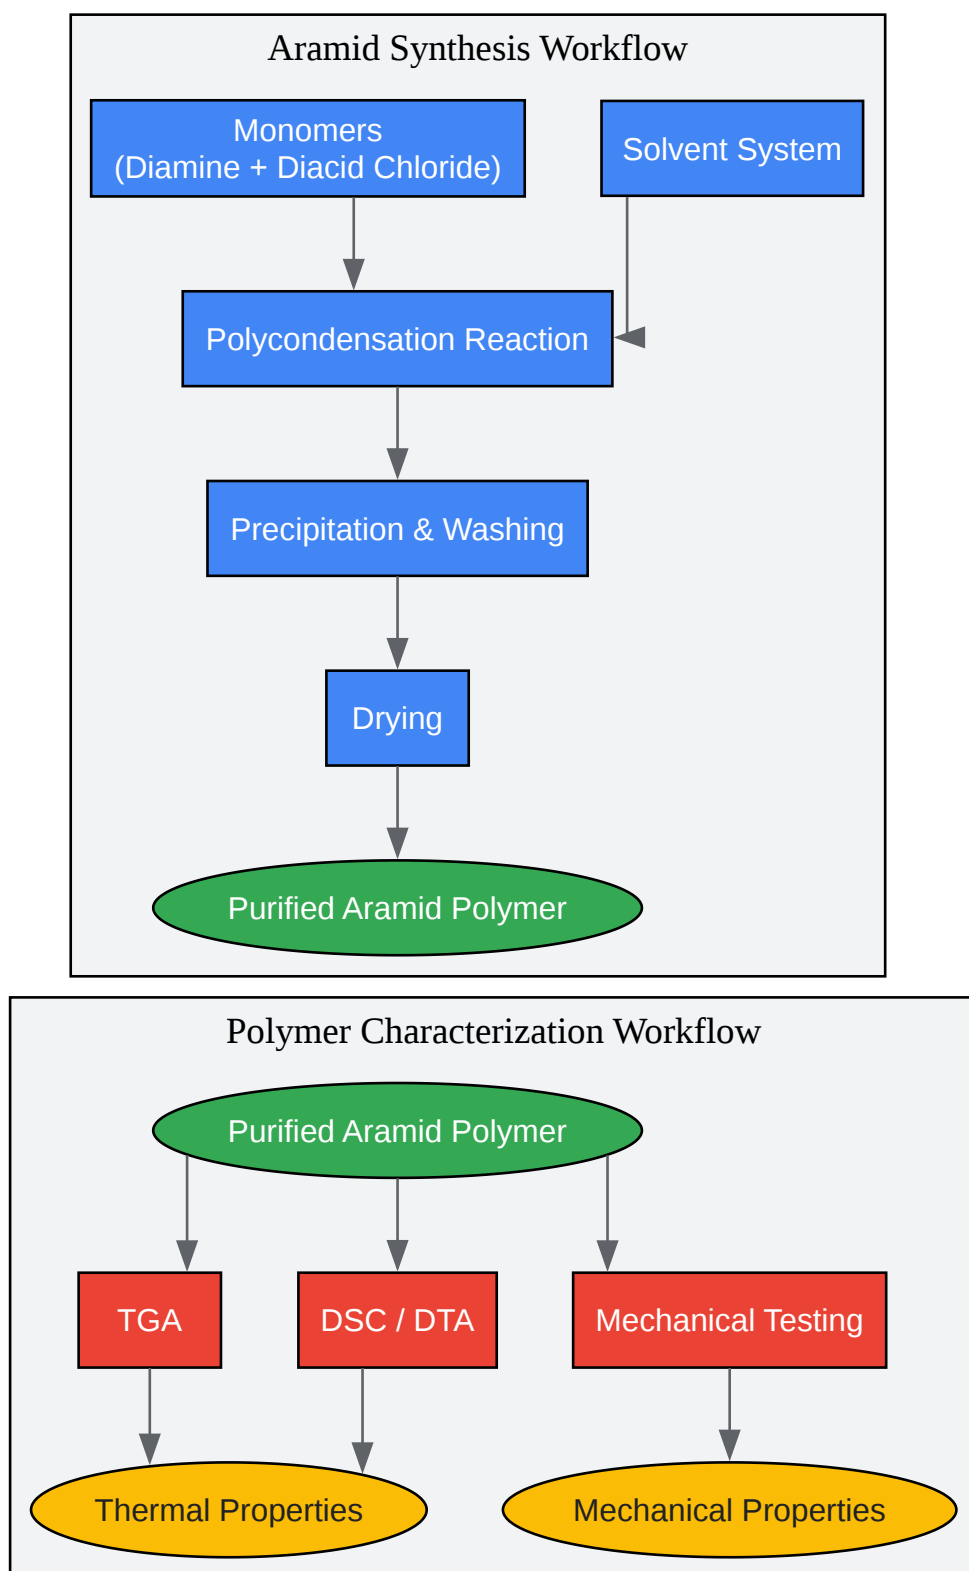 Aramid Synthesis Workflow
Monomers
(Diamine + Diacid Chloride)
Solvent System
Polycondensation Reaction
Precipitation & Washing
Drying
Purified Aramid Polymer
Polymer Characterization Workflow
Purified Aramid Polymer
TGA
DSC / DTA
Mechanical Testing
Thermal Properties
Mechanical Properties